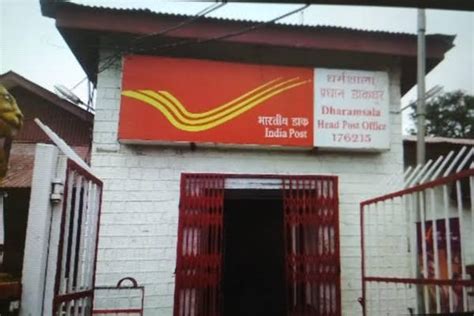 भारतीय डाक
India Post
धर्मशाला
प्रधान डाकघर
Dharamsala
Head Post Office
176215